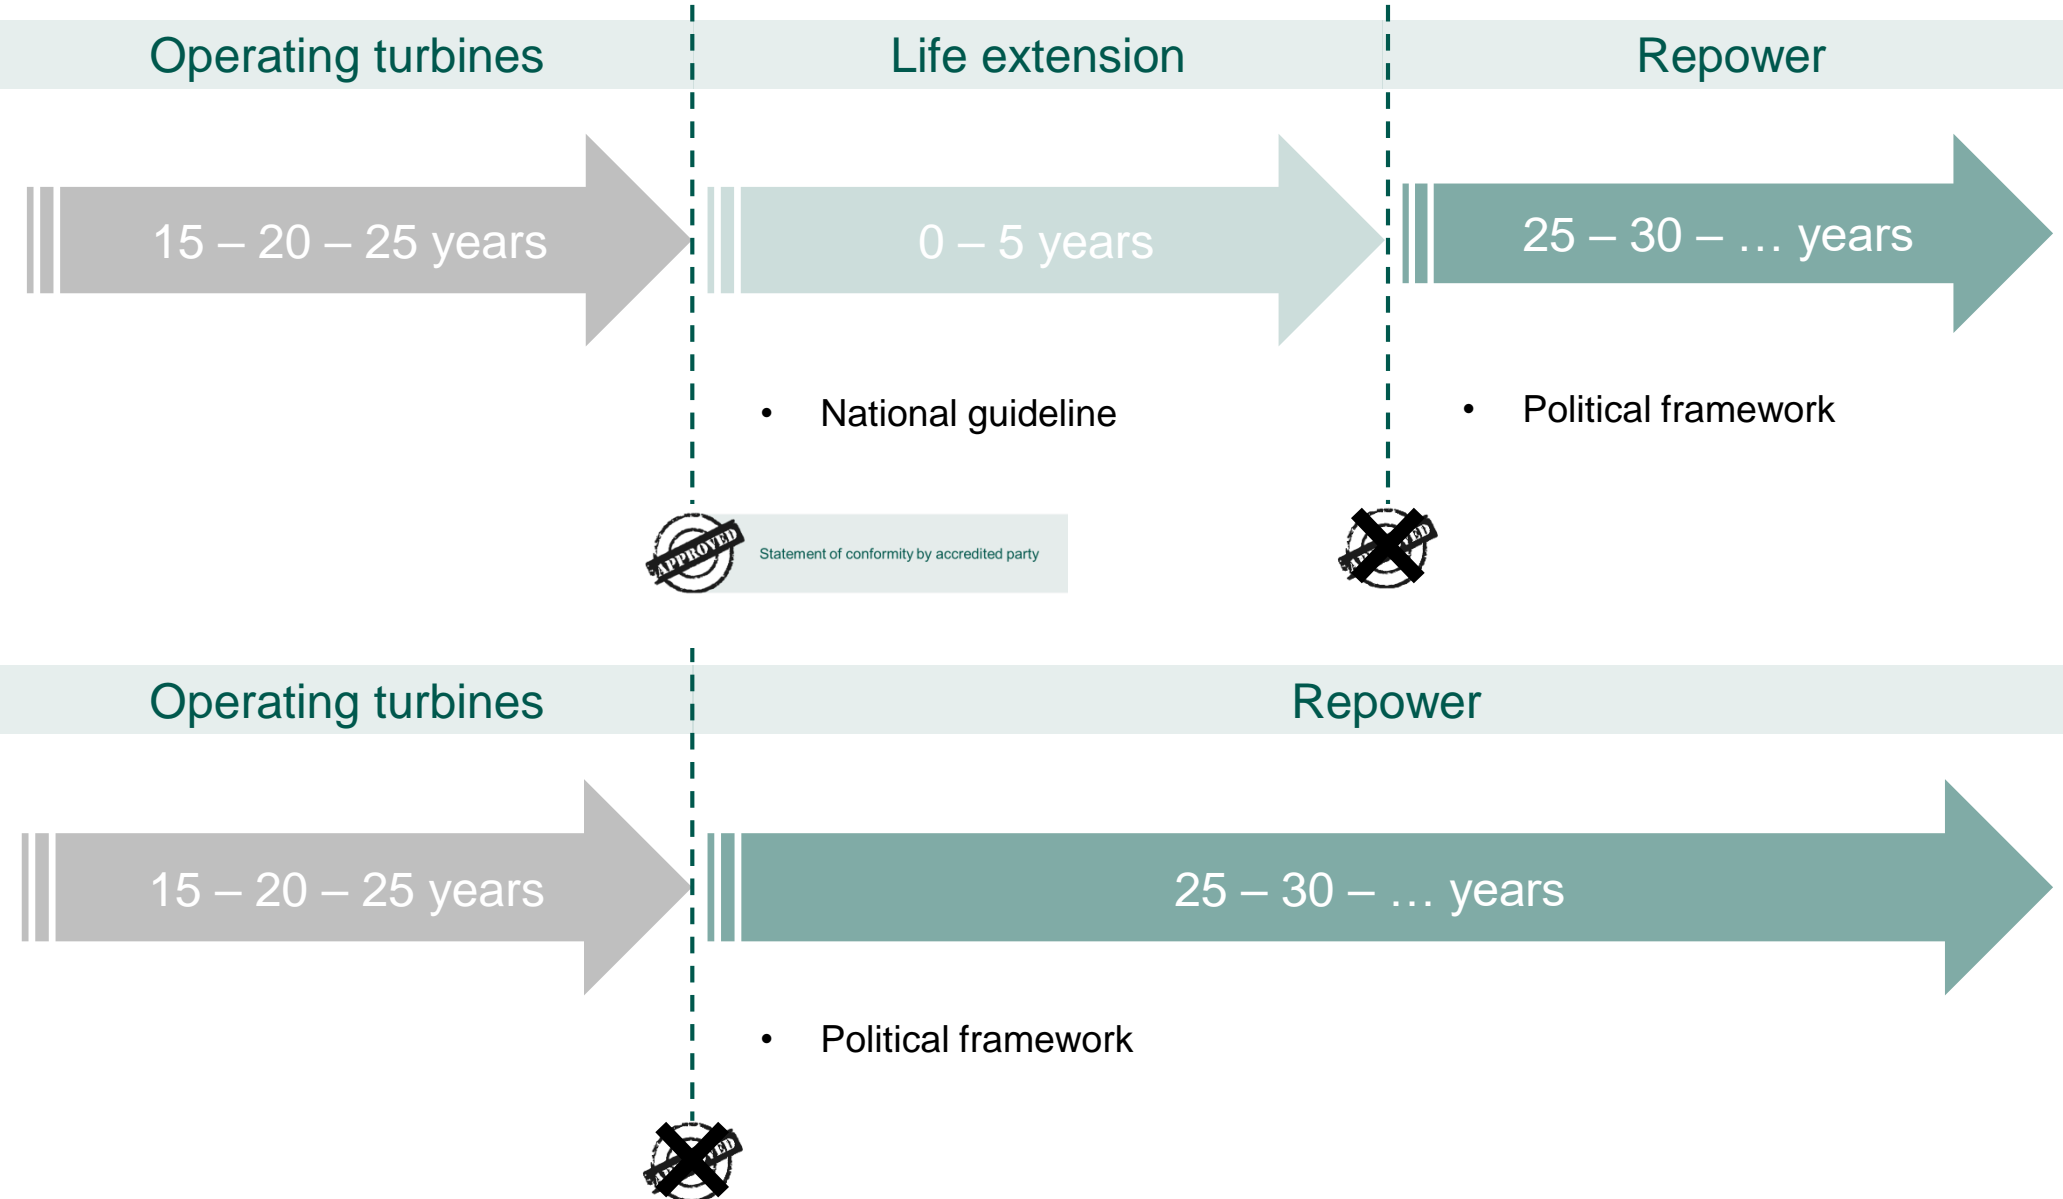 Operating turbines
Life extension
Repower
15 – 20 – 25 years
0 – 5 years
25 – 30 – … years
• National guideline
• Political framework
APPROVED
Statement of conformity by accredited party
Operating turbines
Repower
15 – 20 – 25 years
25 – 30 – … years
• Political framework